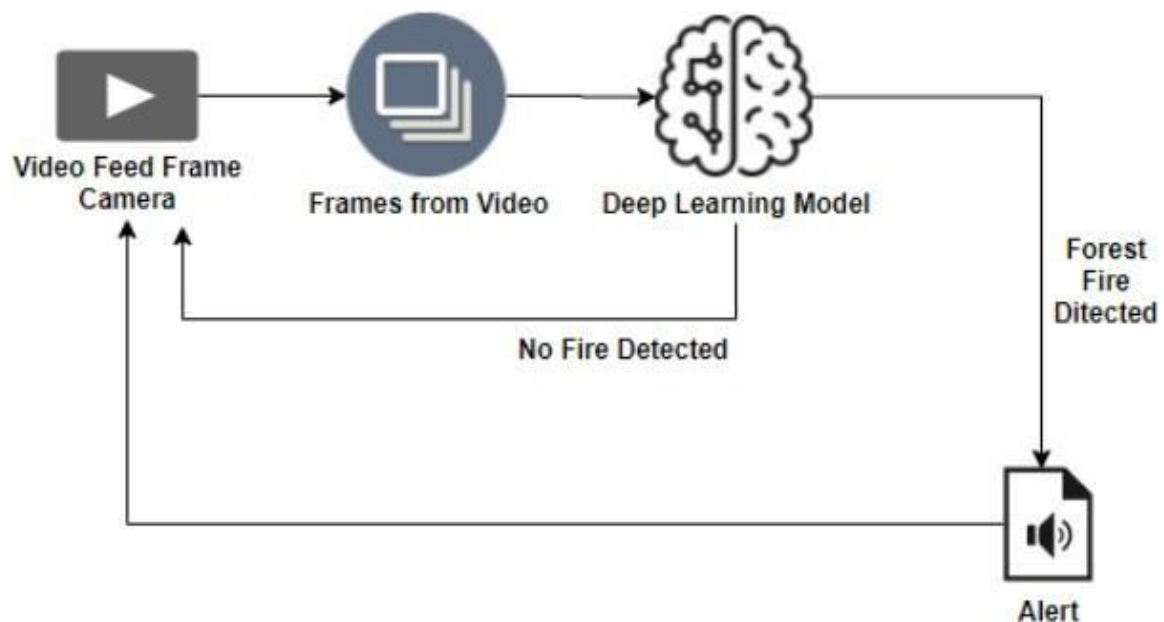 Video Feed Frame
Camera
Frames from Video
Deep Learning Model
Forest
Fire
Ditected
No Fire Detected
Alert